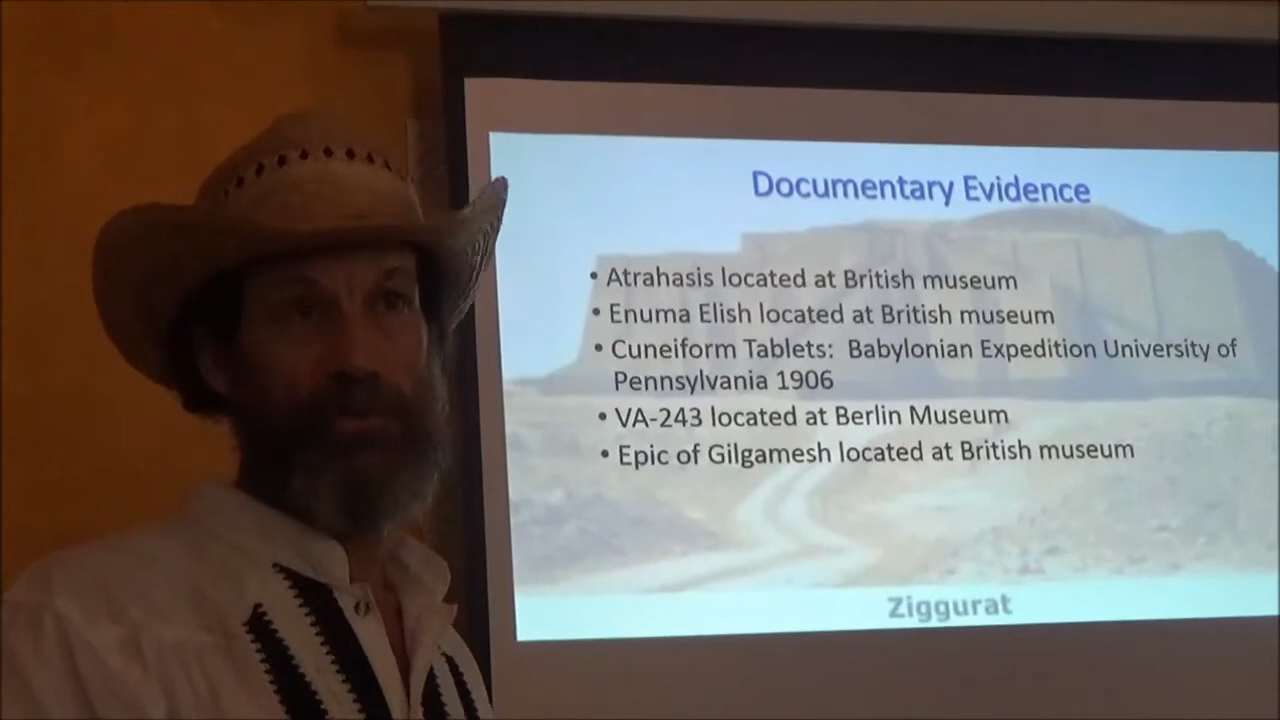 Documentary Evidence
• Atrahasis located at British museum
• Enuma Elish located at British museum
• Cuneiform Tablets: Babylonian Expedition University of
Pennsylvania 1906
• VA-243 located at Berlin Museum
• Epic of Gilgamesh located at British museum
Ziggurat